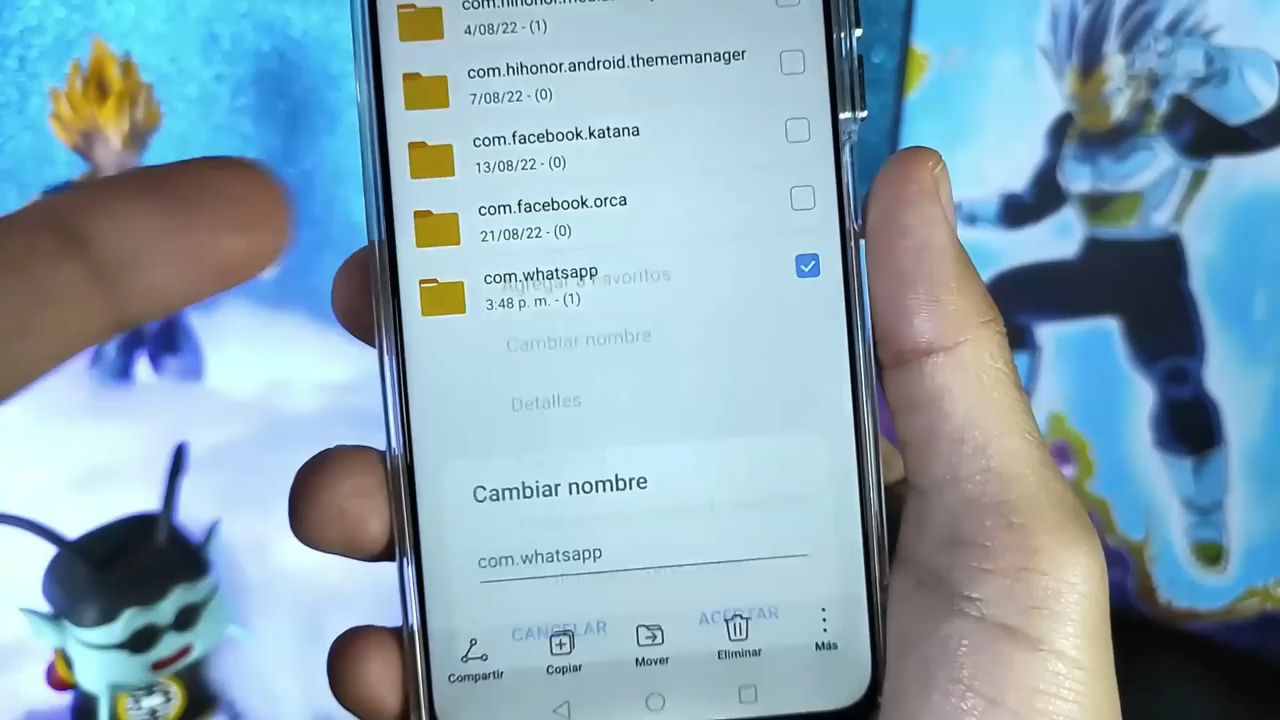 4/08/22 - (1)
com.hihonor.android.thememanager
7/08/22 - (0)
com.facebook.katana
13/08/22 - (0)
com.facebook.orca
21/08/22 - (0)
com.whatsapp
Agregar a Favoritos
3:48 p. m. - (1)
Cambiar nombre
Detalles
Cambiar nombre
com.whatsapp
CANCELAR ACEPTAR
Compartir Copiar Mover Eliminar Más